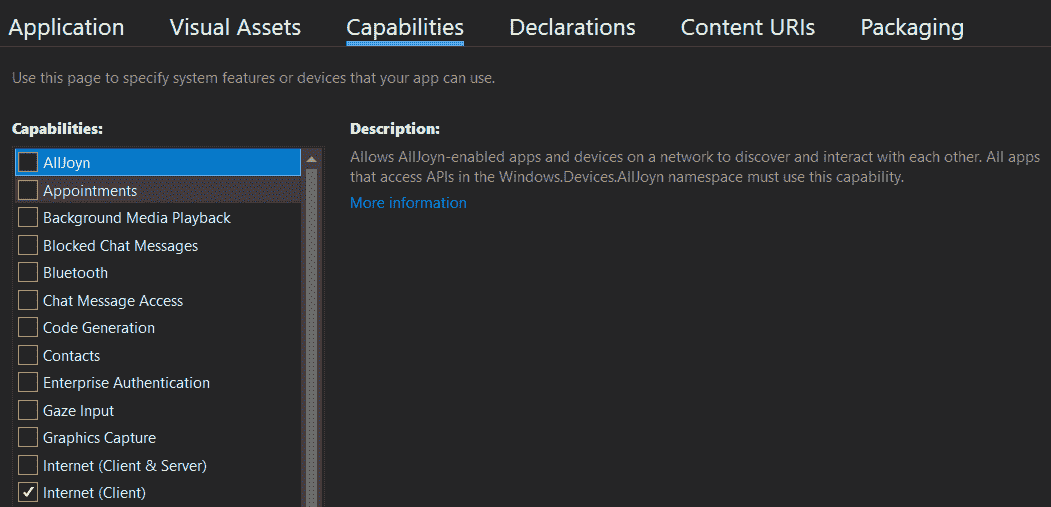 Application Visual Assets Capabilities Declarations Content URIs Packaging
Use this page to specify system features or devices that your app can use.
Capabilities:
AllJoyn
Appointments
Background Media Playback
Blocked Chat Messages
Bluetooth
Chat Message Access
Code Generation
Contacts
Enterprise Authentication
Gaze Input
Graphics Capture
Internet (Client & Server)
Internet (Client)
Description:
Allows AllJoyn-enabled apps and devices on a network to discover and interact with each other. All apps
that access APIs in the Windows.Devices.AllJoyn namespace must use this capability.
More information